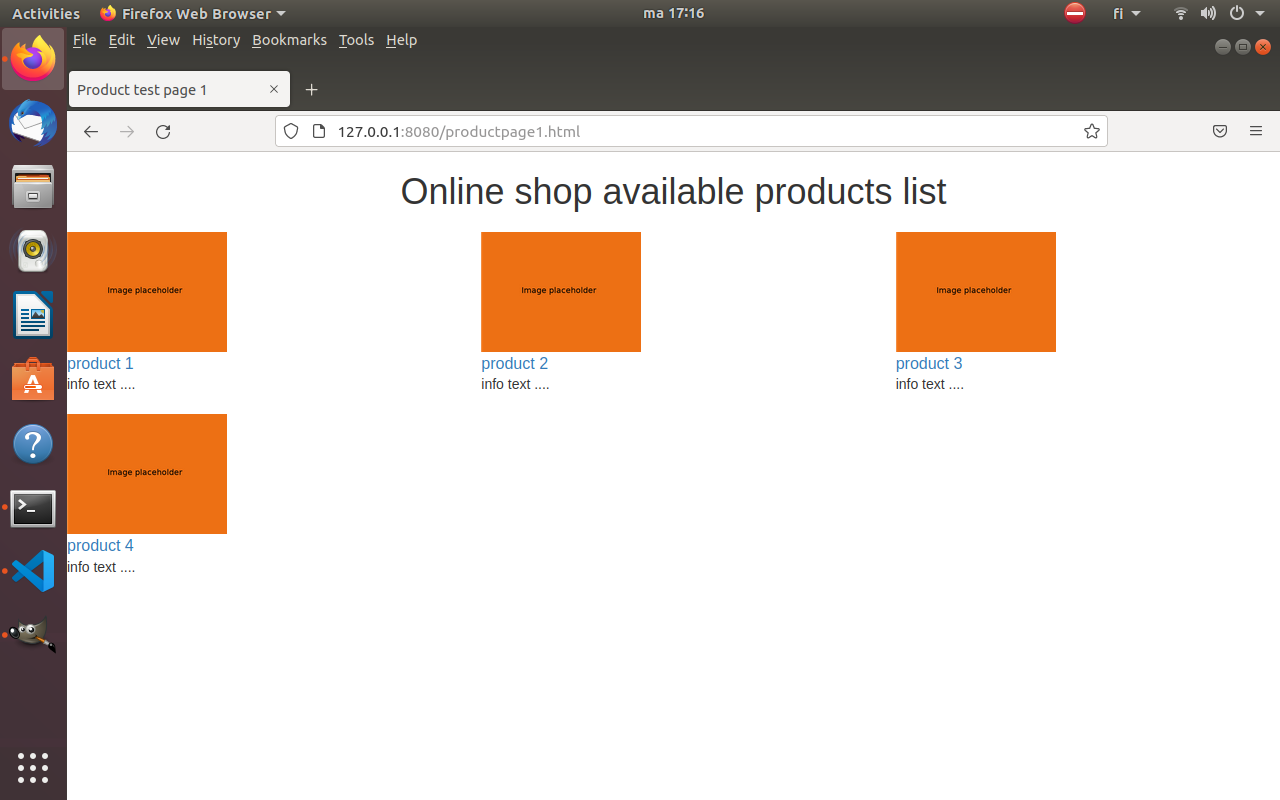 Activities Firefox Web Browser ma 17:16 fi
File Edit View History Bookmarks Tools Help
Product test page 1
127.0.0.1:8080/productpage1.html
Online shop available products list
Image placeholder Image placeholder Image placeholder
product 1 product 2 product 3
info text .... info text .... info text ....
Image placeholder
product 4
info text ....